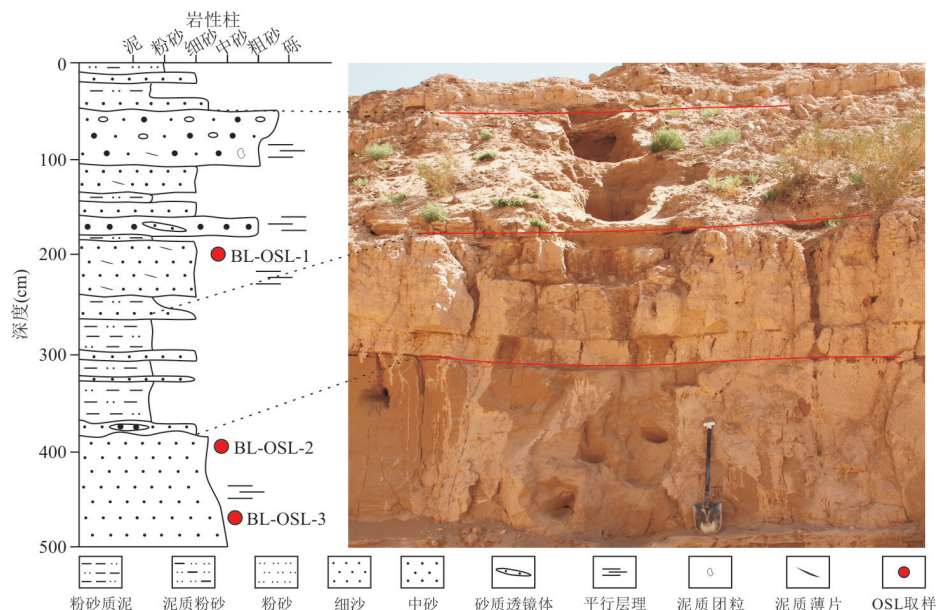 岩性柱
泥 粉砂 细砂 中砂 粗砂 砾
0
100
200
300
400
500
深度(cm)
BL-OSL-1
BL-OSL-2
BL-OSL-3
粉砂质泥 泥质粉砂 粉砂 细沙 中砂 砂质透镜体 平行层理 泥质团粒 泥质薄片 OSL取样